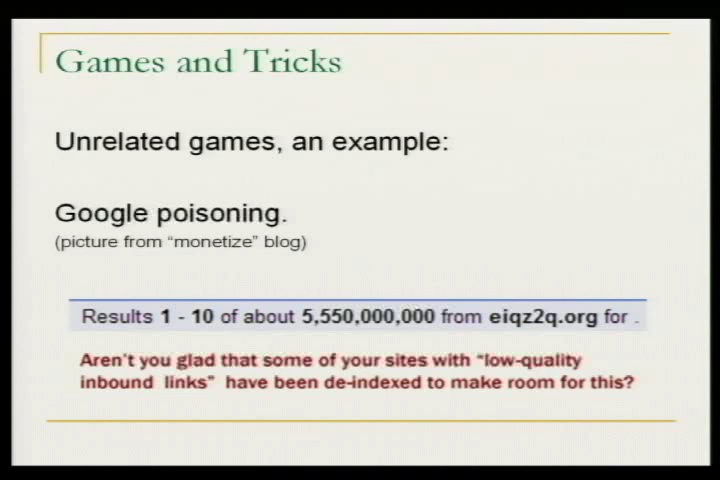 Games and Tricks
Unrelated games, an example:
Google poisoning.
(picture from "monetize" blog)
Results 1 - 10 of about 5,550,000,000 from eiqz2q.org for .
Aren't you glad that some of your sites with "low-quality
inbound links" have been de-indexed to make room for this?